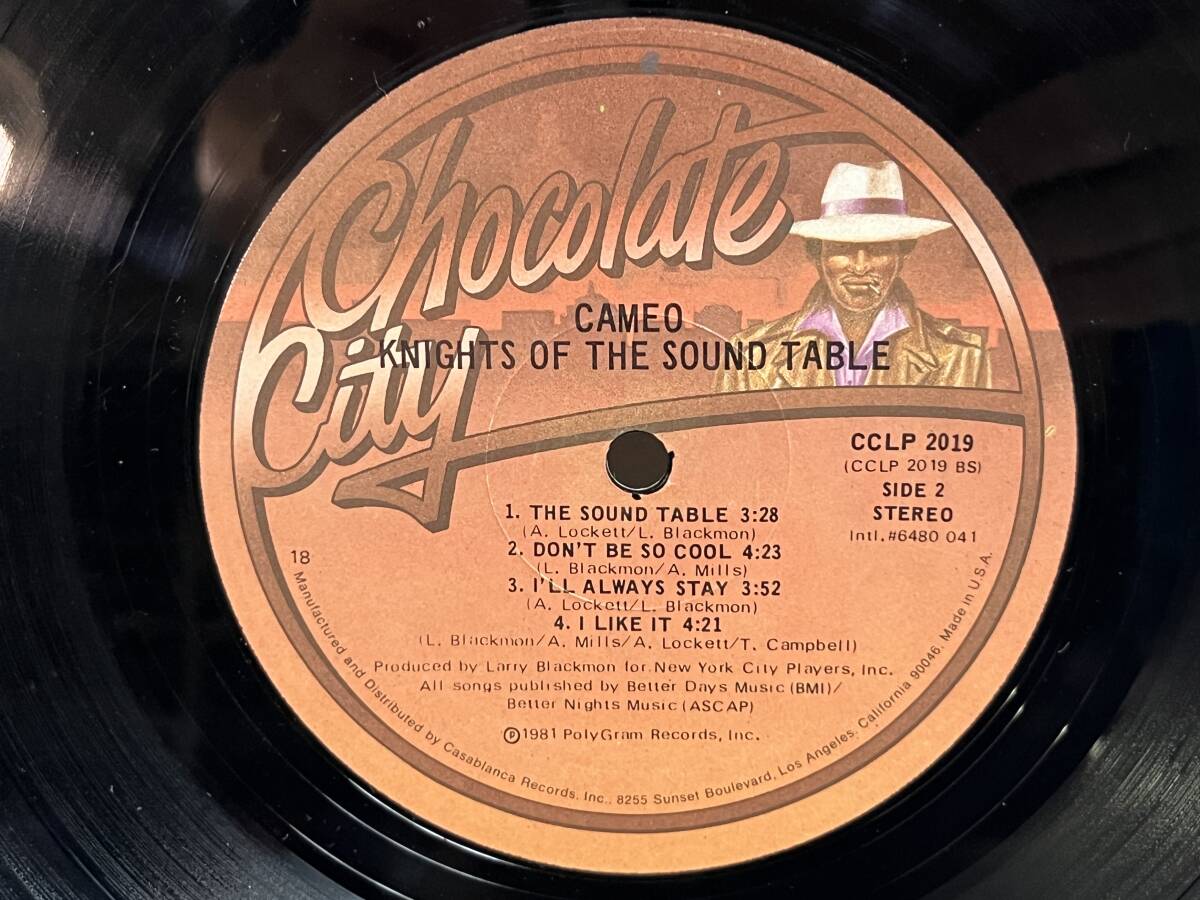 Chocolate
City
CAMEO
KNIGHTS OF THE SOUND TABLE
CCLP 2019
(CCLP 2019 BS)
SIDE 2
STEREO
Intl.#6480 041
1. THE SOUND TABLE 3:28
(A. Lockett/L. Blackmon)
2. DON'T BE SO COOL 4:23
(L. Blackmon/A. Mills)
3. I'LL ALWAYS STAY 3:52
(A. Lockett/L. Blackmon)
4. I LIKE IT 4:21
(L. Blackmon/A. Mills/A. Lockett/T. Campbell)
Produced by Larry Blackmon for New York City Players, Inc.
All songs published by Better Days Music (BMI)/
Better Nights Music (ASCAP)
℗1981 PolyGram Records, Inc.
18
Manufactured and Distributed by Casablanca Records, Inc., 8255 Sunset Boulevard, Los Angeles, California 90046. Made in U.S.A.